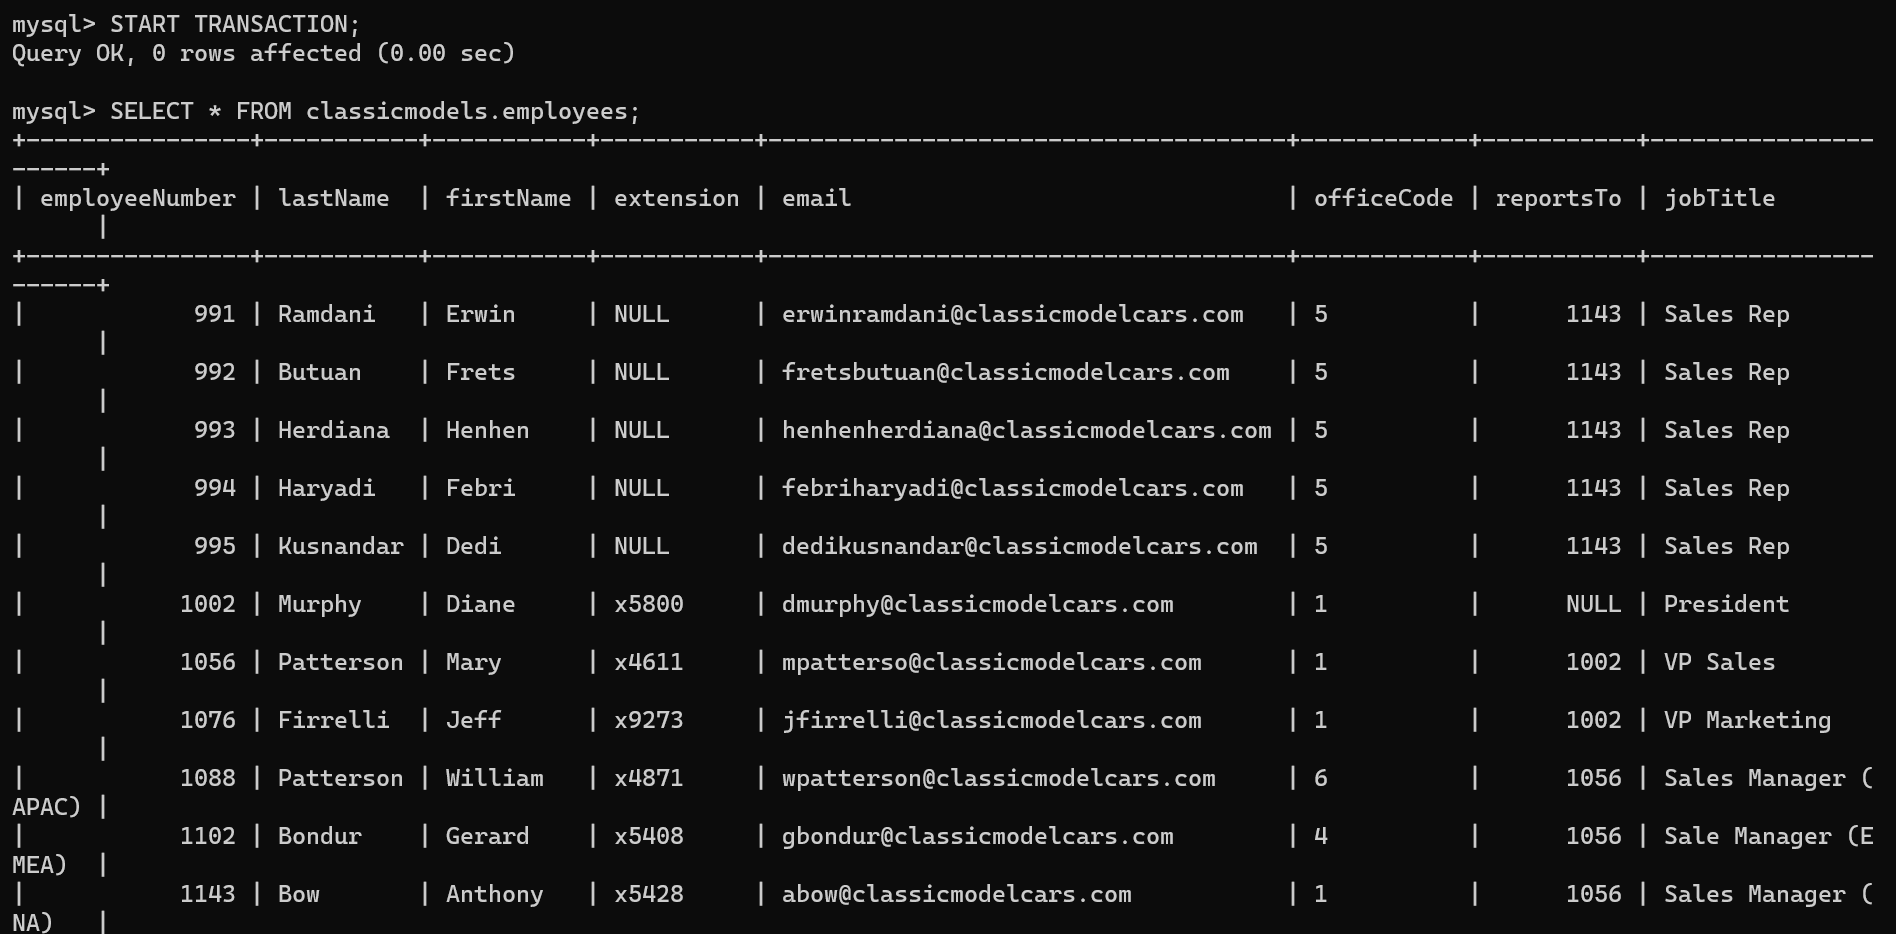 mysql> START TRANSACTION;
Query OK, 0 rows affected (0.00 sec)

mysql> SELECT * FROM classicmodels.employees;
+----------------+-----------+-----------+-----------+-------------------------------------+------------+-----------+----------------
------+
| employeeNumber | lastName  | firstName | extension | email                               | officeCode | reportsTo | jobTitle
      |
+----------------+-----------+-----------+-----------+-------------------------------------+------------+-----------+----------------
------+
|            991 | Ramdani   | Erwin     | NULL      | erwinramdani@classicmodelcars.com   | 5          |      1143 | Sales Rep
      |
|            992 | Butuan    | Frets     | NULL      | fretsbutuan@classicmodelcars.com    | 5          |      1143 | Sales Rep
      |
|            993 | Herdiana  | Henhen    | NULL      | henhenherdiana@classicmodelcars.com | 5          |      1143 | Sales Rep
      |
|            994 | Haryadi   | Febri     | NULL      | febriharyadi@classicmodelcars.com   | 5          |      1143 | Sales Rep
      |
|            995 | Kusnandar | Dedi      | NULL      | dedikusnandar@classicmodelcars.com  | 5          |      1143 | Sales Rep
      |
|           1002 | Murphy    | Diane     | x5800     | dmurphy@classicmodelcars.com        | 1          |      NULL | President
      |
|           1056 | Patterson | Mary      | x4611     | mpatterso@classicmodelcars.com      | 1          |      1002 | VP Sales
      |
|           1076 | Firrelli  | Jeff      | x9273     | jfirrelli@classicmodelcars.com      | 1          |      1002 | VP Marketing
      |
|           1088 | Patterson | William   | x4871     | wpatterson@classicmodelcars.com     | 6          |      1056 | Sales Manager (
APAC) |
|           1102 | Bondur    | Gerard    | x5408     | gbondur@classicmodelcars.com        | 4          |      1056 | Sale Manager (E
MEA)  |
|           1143 | Bow       | Anthony   | x5428     | abow@classicmodelcars.com           | 1          |      1056 | Sales Manager (
NA)   |